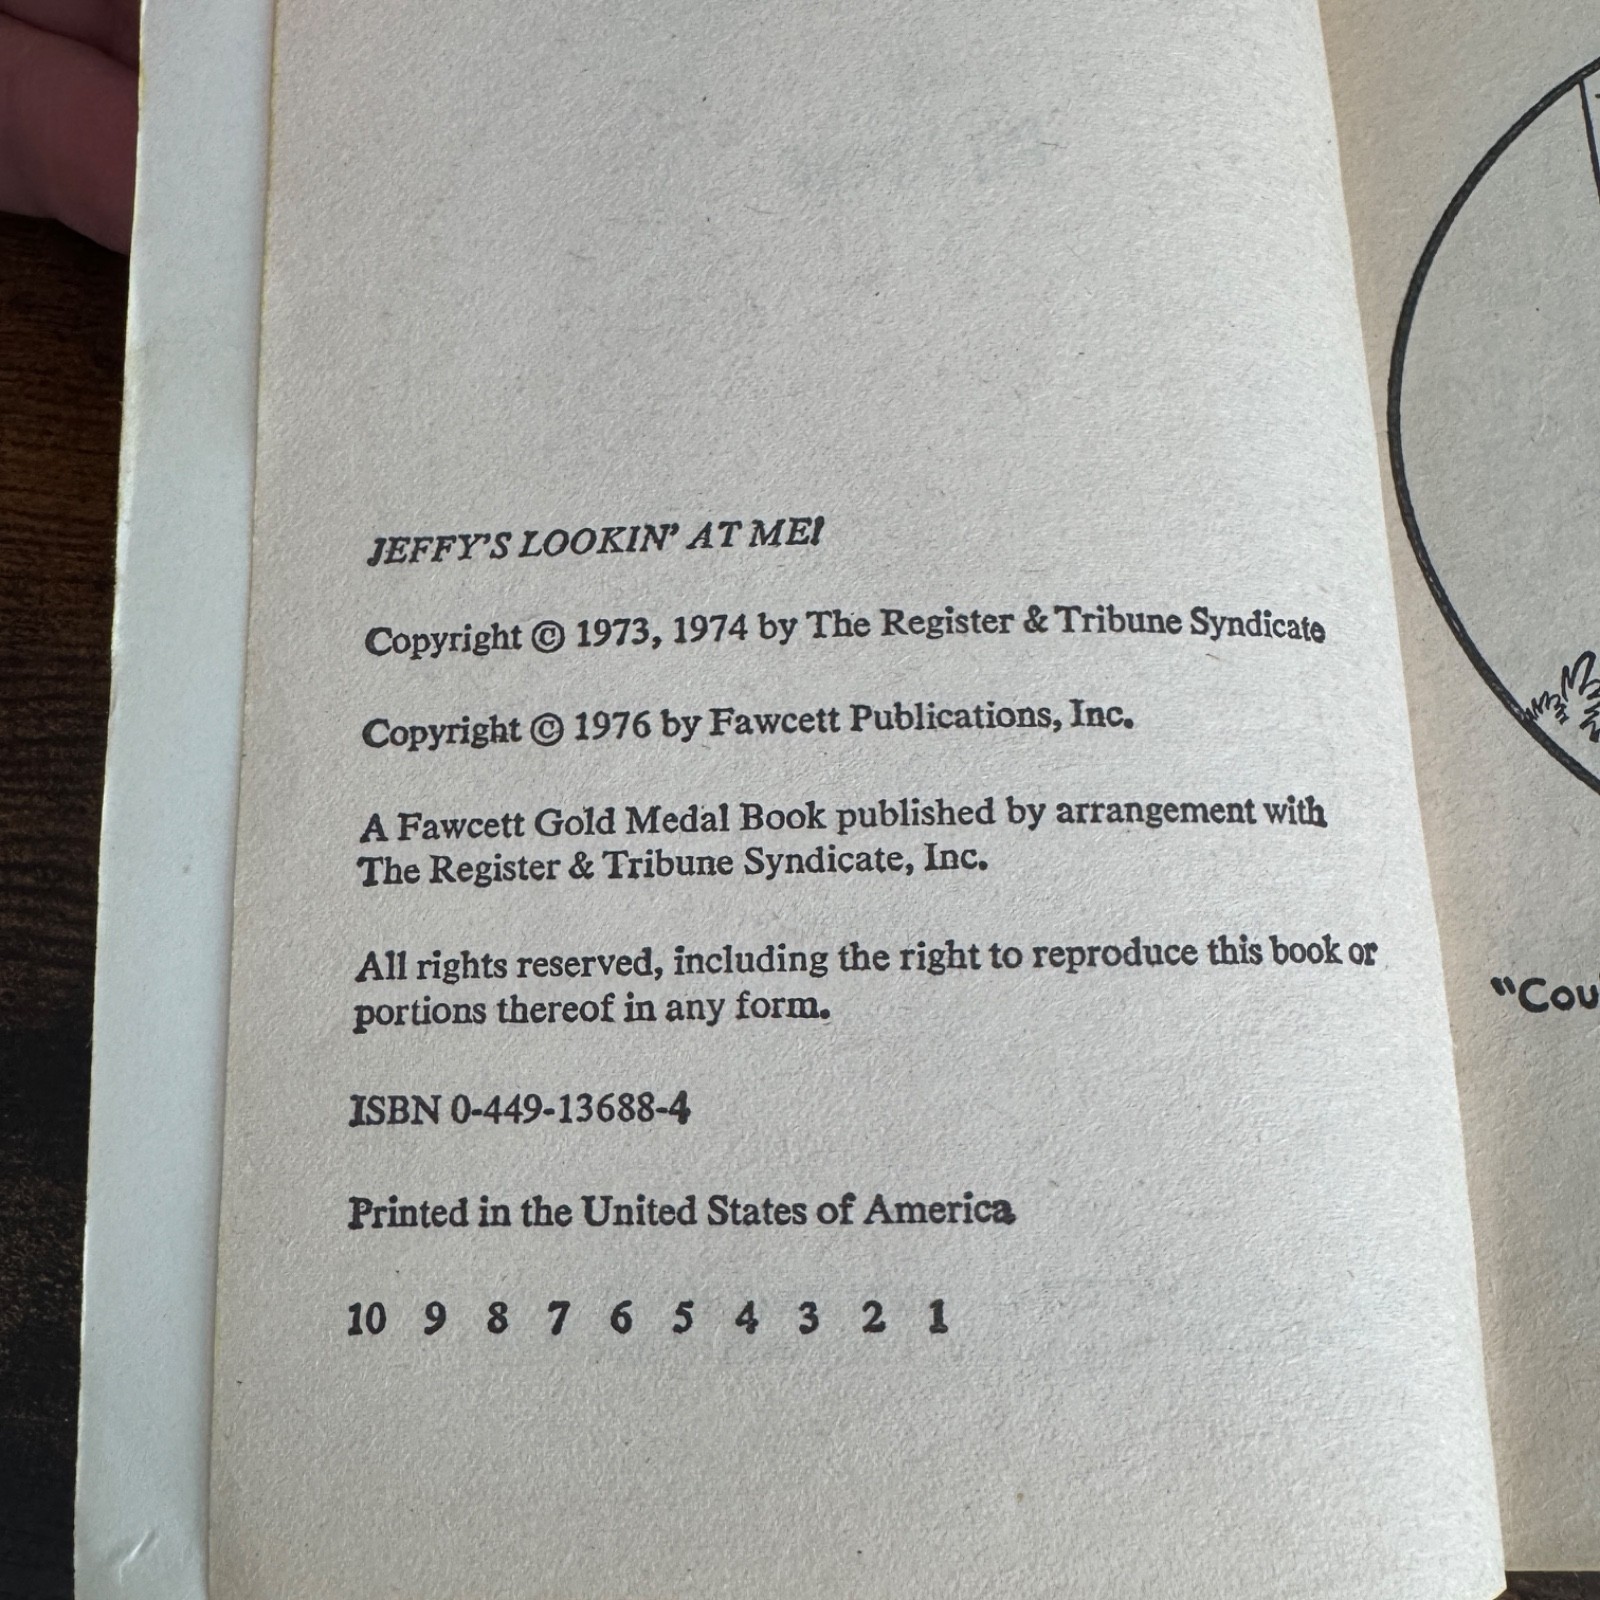 JEFFY'S LOOKIN' AT ME!
Copyright © 1973, 1974 by The Register & Tribune Syndicate
Copyright © 1976 by Fawcett Publications, Inc.
A Fawcett Gold Medal Book published by arrangement with
The Register & Tribune Syndicate, Inc.
All rights reserved, including the right to reproduce this book or
portions thereof in any form.
ISBN 0-449-13688-4
Printed in the United States of America
10 9 8 7 6 5 4 3 2 1